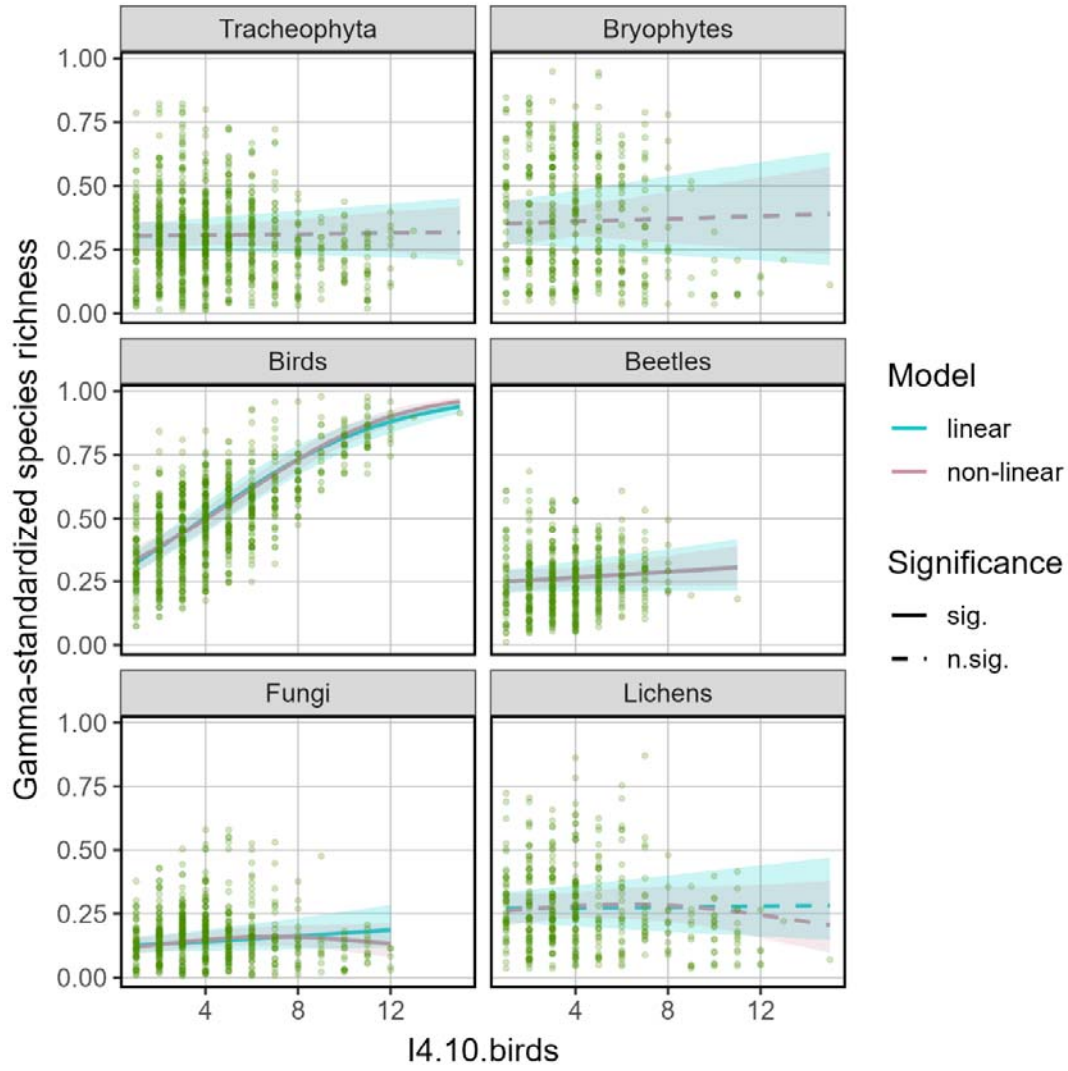 Tracheophyta
Bryophytes
1.00
0.75
0.50
0.25
0.00
Birds
Beetles
1.00
0.75
0.50
0.25
0.00
Fungi
Lichens
1.00
0.75
0.50
0.25
0.00
4
8
12
4
8
12
I4.10.birds
Gamma-standardized species richness
Model
linear
non-linear
Significance
sig.
n.sig.